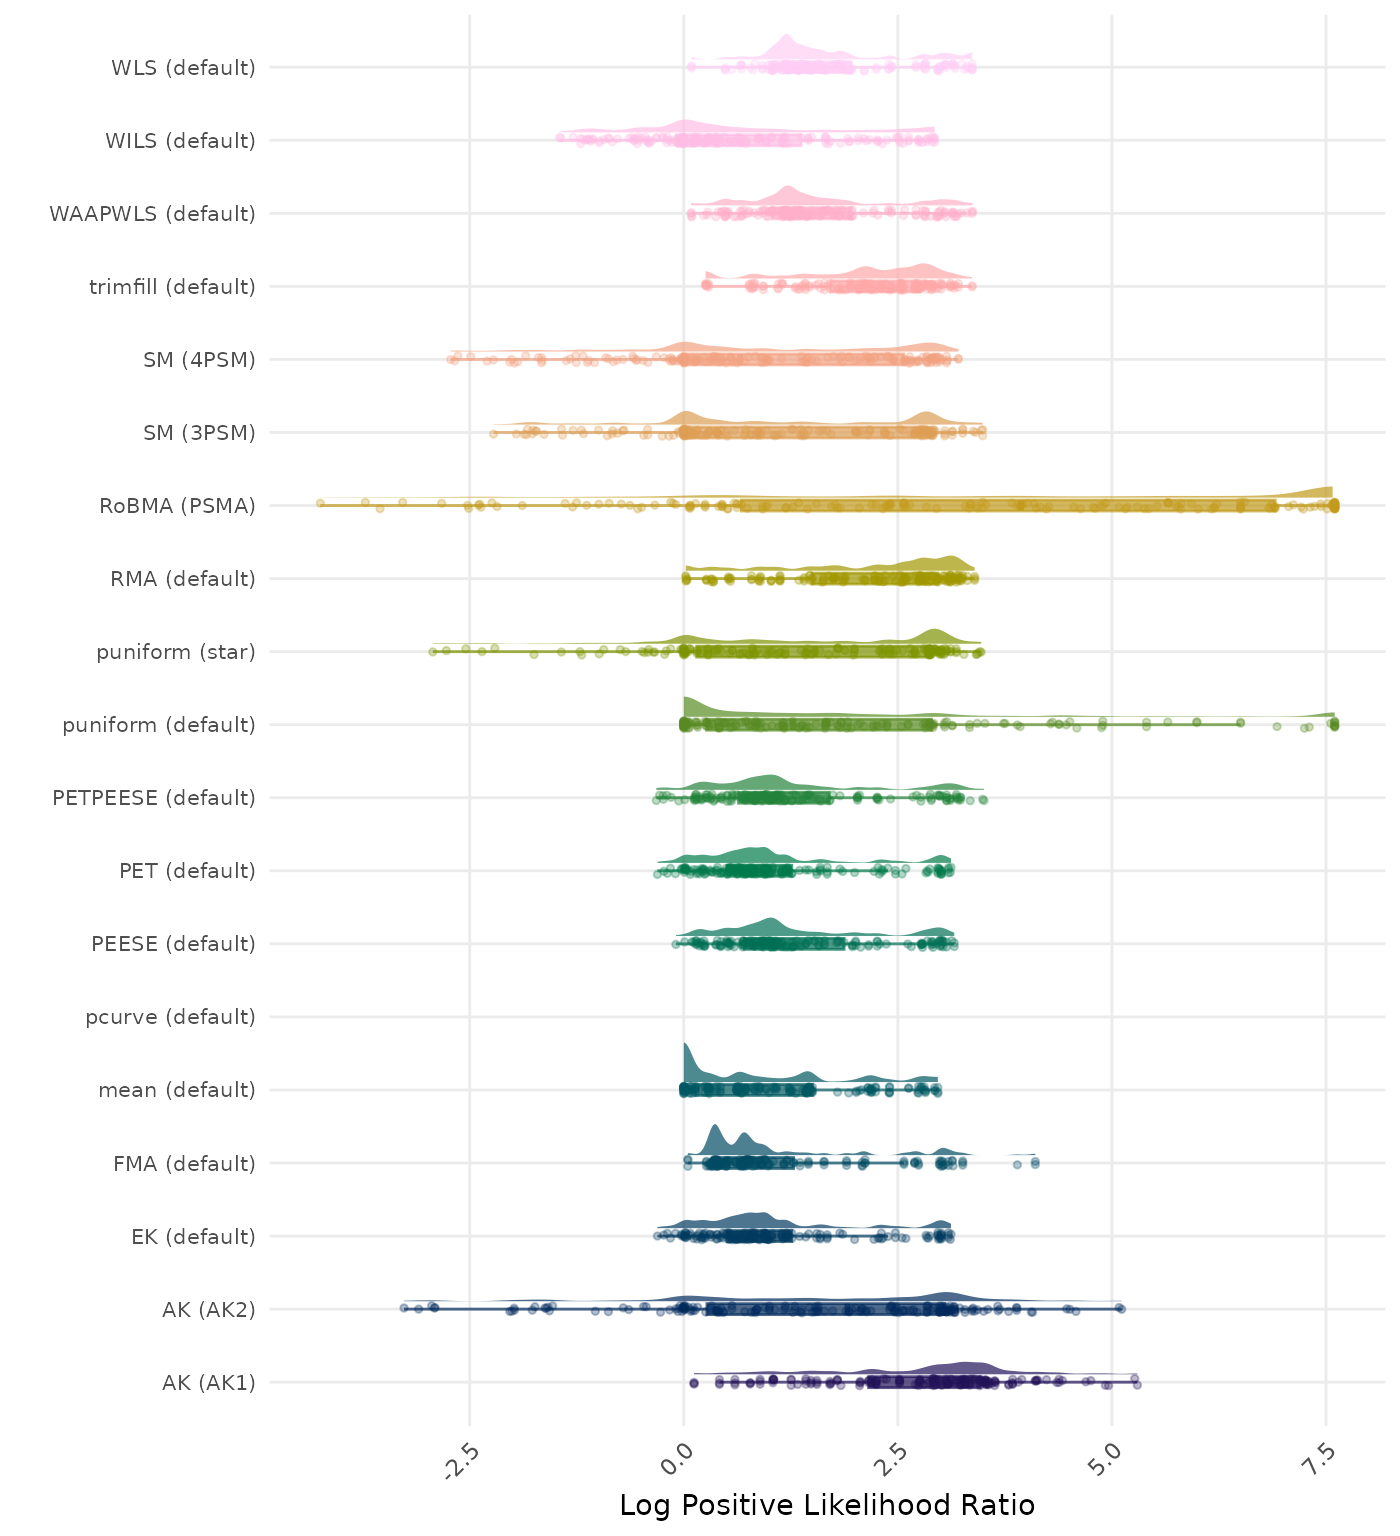 WLS (default)
WILS (default)
WAAPWLS (default)
trimfill (default)
SM (4PSM)
SM (3PSM)
RoBMA (PSMA)
RMA (default)
puniform (star)
puniform (default)
PETPEESE (default)
PET (default)
PEESE (default)
pcurve (default)
mean (default)
FMA (default)
EK (default)
AK (AK2)
AK (AK1)
-2.5
0.0
2.5
5.0
7.5
Log Positive Likelihood Ratio